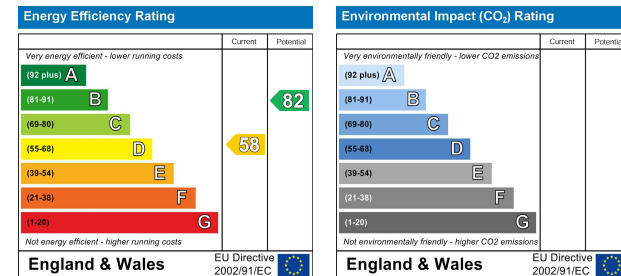 Energy Efficiency Rating
Current Potential
Very energy efficient - lower running costs
(92 plus) A
(81-91) B
82
(69-80) C
(55-68) D
58
(39-54) E
(21-38) F
(1-20) G
Not energy efficient - higher running costs
England & Wales
EU Directive
2002/91/EC
Environmental Impact (CO2) Rating
Current Potentia
Very environmentally friendly - lower CO2 emissions
(92 plus) A
(81-91) B
(69-80) C
(55-68) D
(39-54) E
(21-38) F
(1-20) G
Not environmentally friendly - higher CO2 emissions
England & Wales
EU Directive
2002/91/EC